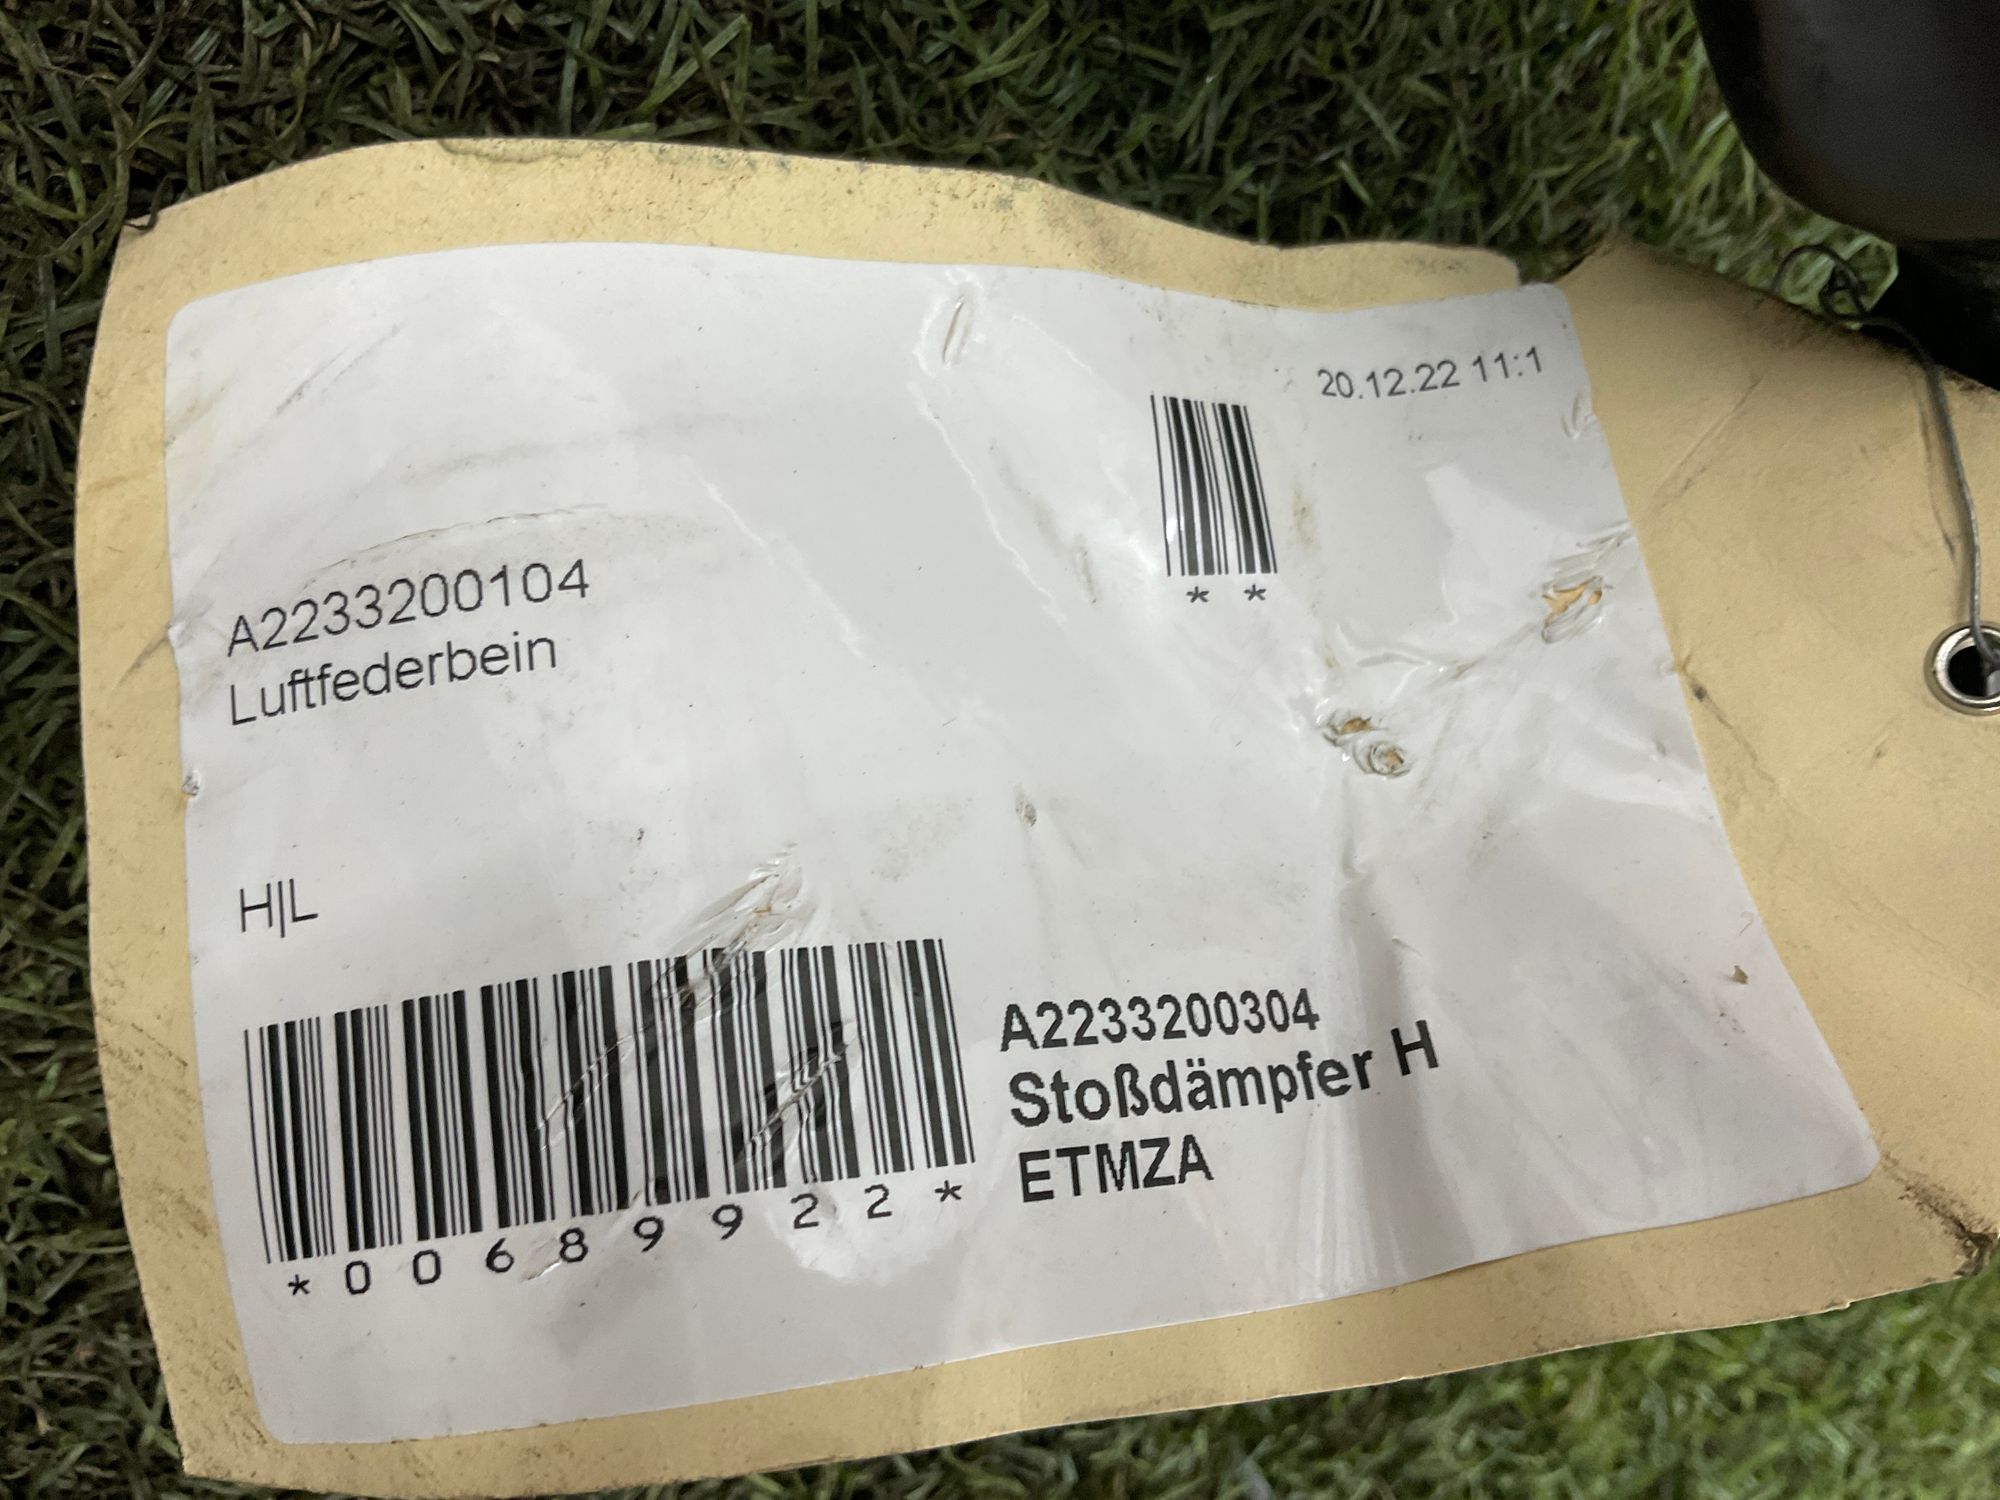 20.12.22 11:1
* *
A2233200104
Luftfederbein
H|L
A2233200304
Stoßdämpfer H
ETMZA
*00689922*